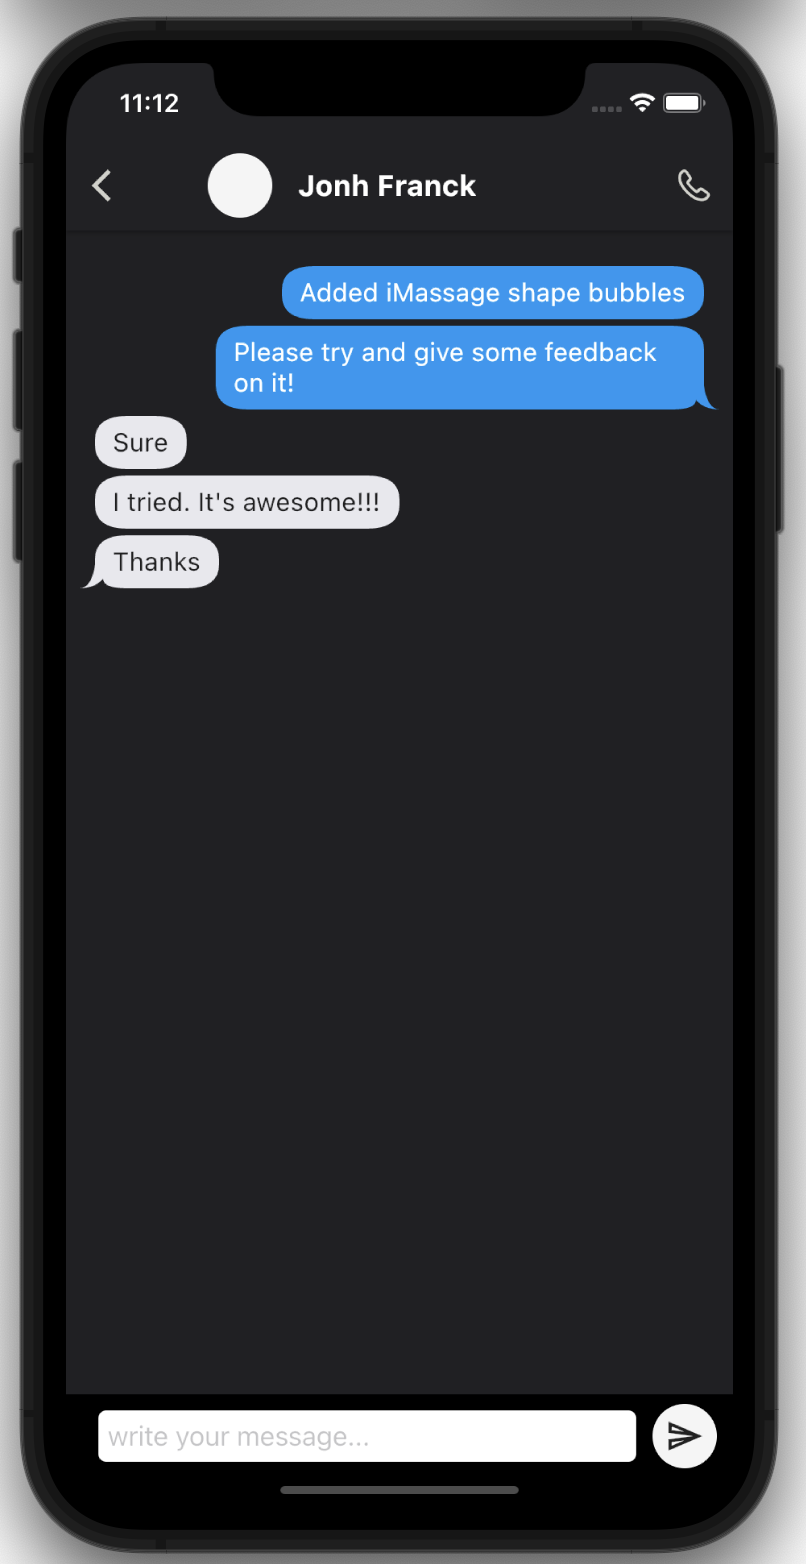 11:12
Jonh Franck
Added iMassage shape bubbles
Please try and give some feedback
on it!
Sure
I tried. It's awesome!!!
Thanks
write your message...